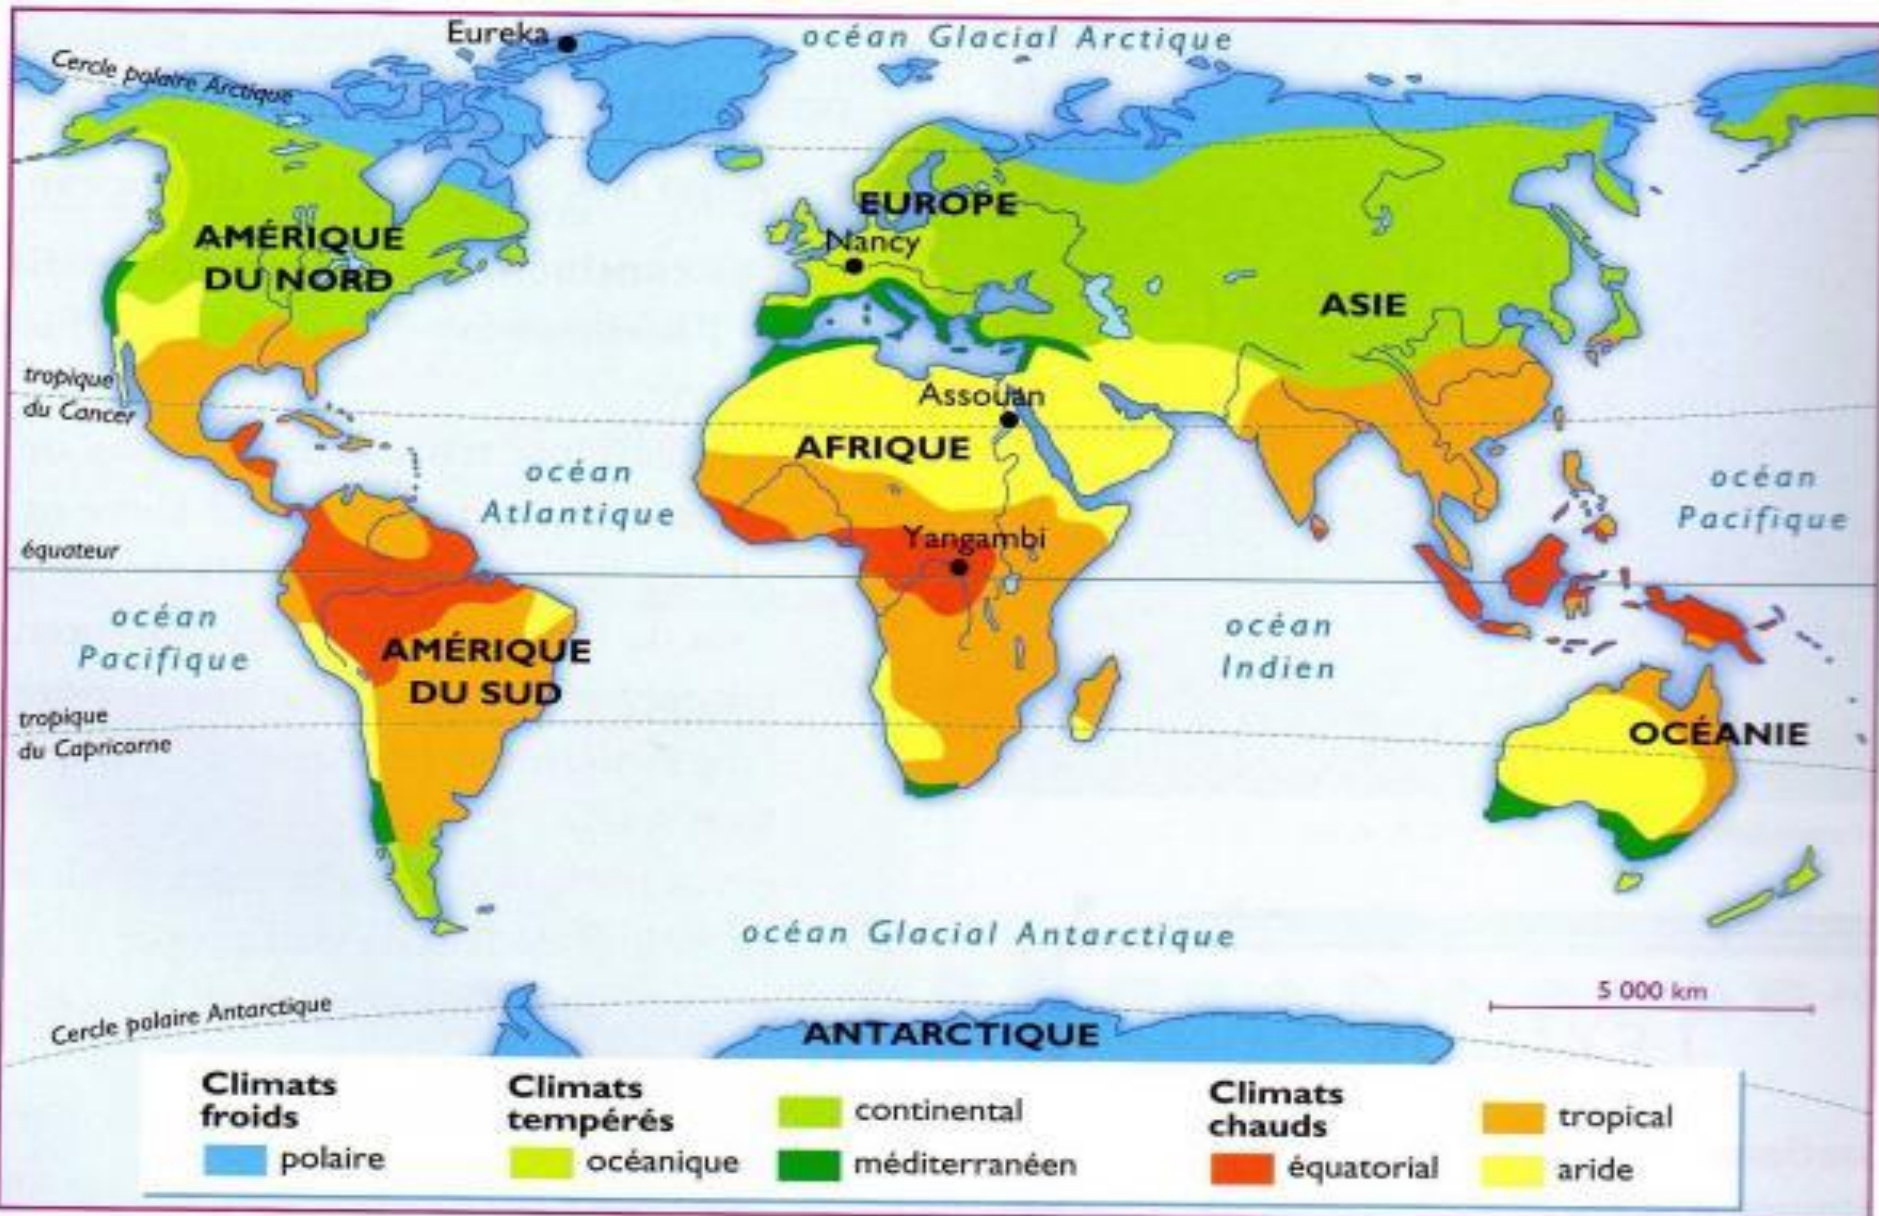 Eureka
océan Glacial Arctique
Cercle polaire Arctique
EUROPE
AMÉRIQUE
DU NORD
Nancy
ASIE
tropique
du Cancer
Assouan
AFRIQUE
océan
Atlantique
océan
Pacifique
équateur
Yangambi
océan
Pacifique
océan
Indien
AMÉRIQUE
DU SUD
tropique
du Capricorne
OCÉANIE
océan Glacial Antarctique
5 000 km
Cercle polaire Antarctique
ANTARCTIQUE
Climats
froids
polaire
Climats
tempérés
océanique
continental
méditerranéen
Climats
chauds
équatorial
tropical
aride